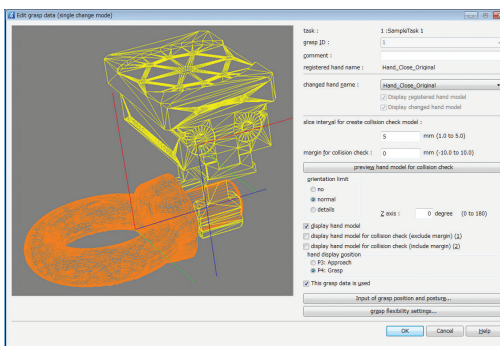 Edit grasp data (single change mode)
task : 1 :SampleTask 1
grasp ID : 1
comment :
registered hand name : Hand_Close_Original
changed hand name : Hand_Close_Original
Display registered hand model
Display changed hand model
slice interval for create collision check model :
5 mm (1.0 to 5.0)
margin for collision check : 0 mm (-10.0 to 10.0)
preview hand model for collision check
orientation limit
no
normal
details
Z axis : 0 degree (0 to 180)
display hand model
display hand model for collision check (exclude margin) (1)
display hand model for collision check (include margin) (2)
hand display position
P3: Approach
P4: Grasp
This grasp data is used
Input of grasp position and posture...
grasp flexibility settings...
OK Cancel Help